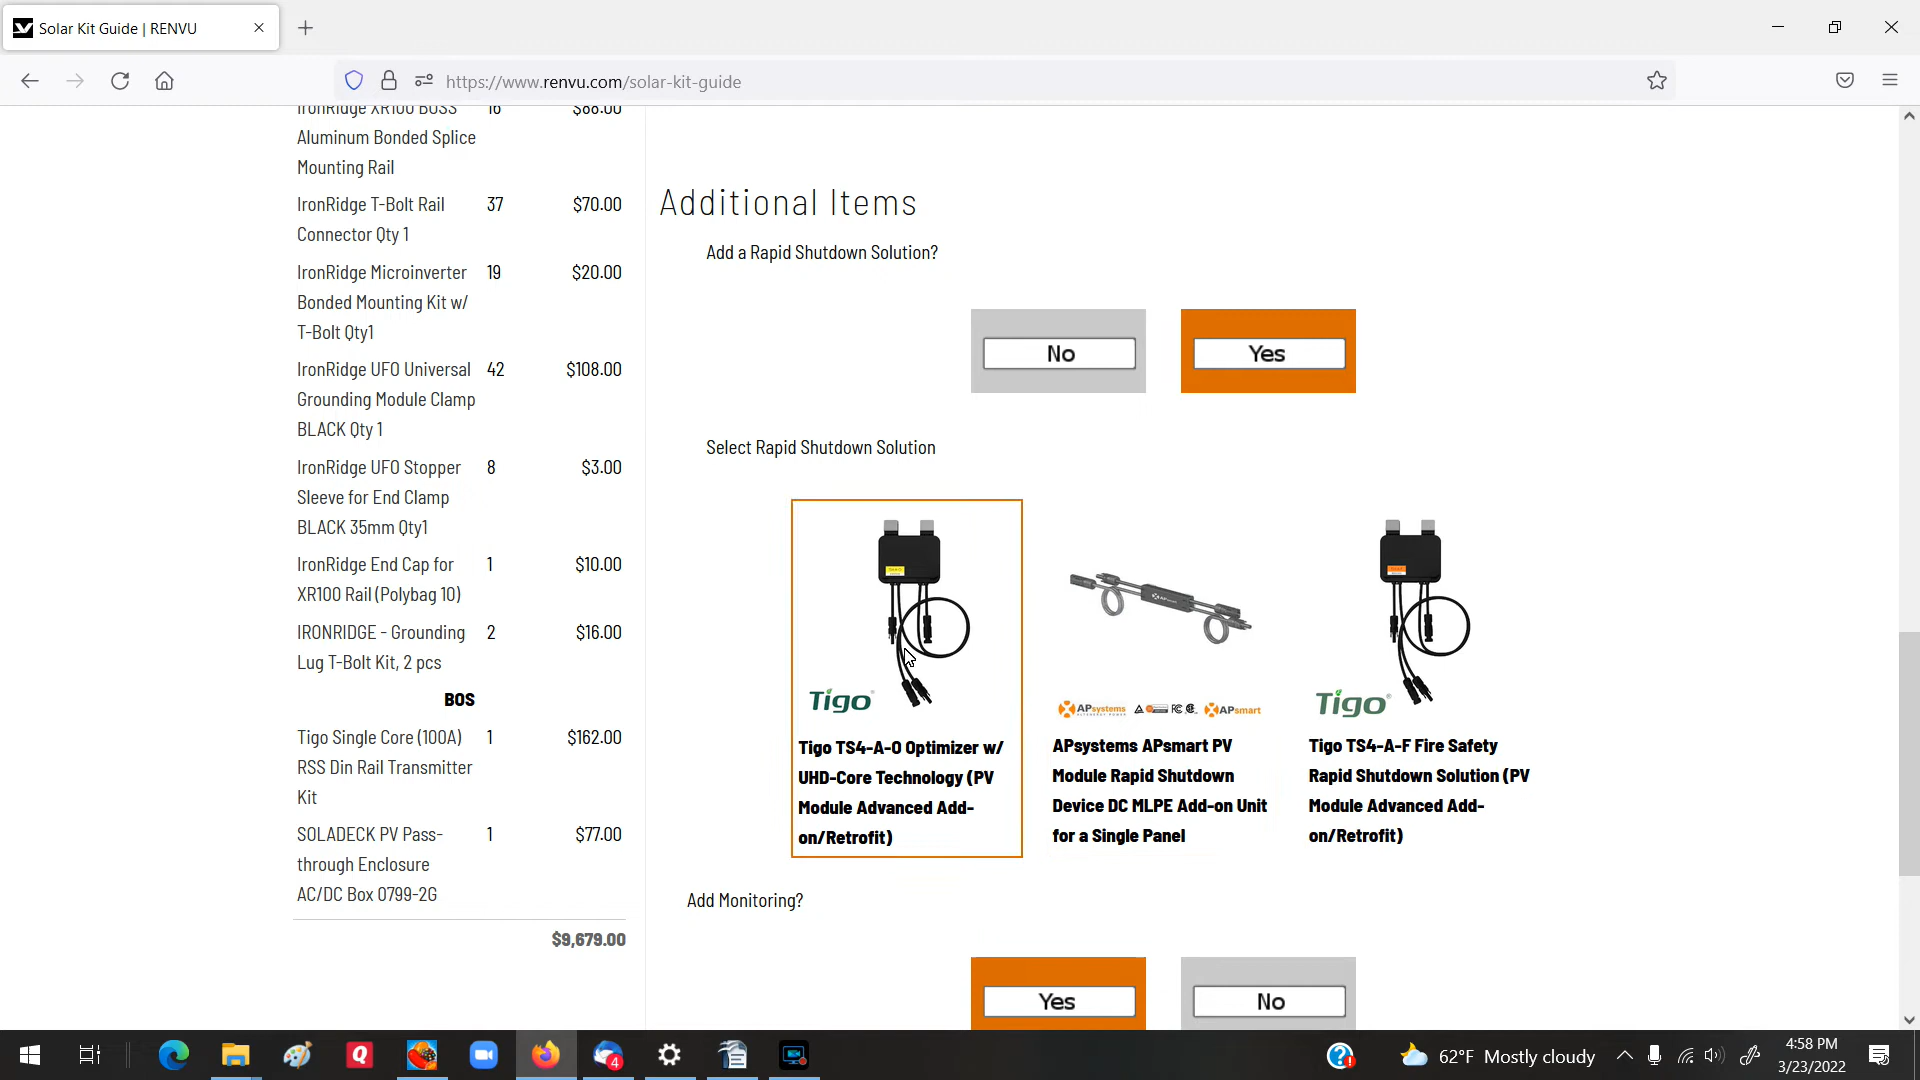 Solar Kit Guide | RENVU
https://www.renvu.com/solar-kit-guide
IronRidge XR100 BOSS 16 $88.00
Aluminum Bonded Splice
Mounting Rail
IronRidge T-Bolt Rail 37 $70.00
Connector Qty 1
IronRidge Microinverter 19 $20.00
Bonded Mounting Kit w/
T-Bolt Qty1
IronRidge UFO Universal 42 $108.00
Grounding Module Clamp
BLACK Qty 1
IronRidge UFO Stopper 8 $3.00
Sleeve for End Clamp
BLACK 35mm Qty1
IronRidge End Cap for 1 $10.00
XR100 Rail (Polybag 10)
IRONRIDGE - Grounding 2 $16.00
Lug T-Bolt Kit, 2 pcs
BOS
Tigo Single Core (100A) 1 $162.00
RSS Din Rail Transmitter
Kit
SOLADECK PV Pass- 1 $77.00
through Enclosure
AC/DC Box 0799-2G
$9,679.00
Additional Items
Add a Rapid Shutdown Solution?
No Yes
Select Rapid Shutdown Solution
Tigo
Tigo TS4-A-O Optimizer w/
UHD-Core Technology (PV
Module Advanced Add-
on/Retrofit)
APsystems APsmart
APsystems APsmart PV
Module Rapid Shutdown
Device DC MLPE Add-on Unit
for a Single Panel
Tigo
Tigo TS4-A-F Fire Safety
Rapid Shutdown Solution (PV
Module Advanced Add-
on/Retrofit)
Add Monitoring?
Yes No
4
62°F Mostly cloudy
4:58 PM
3/23/2022